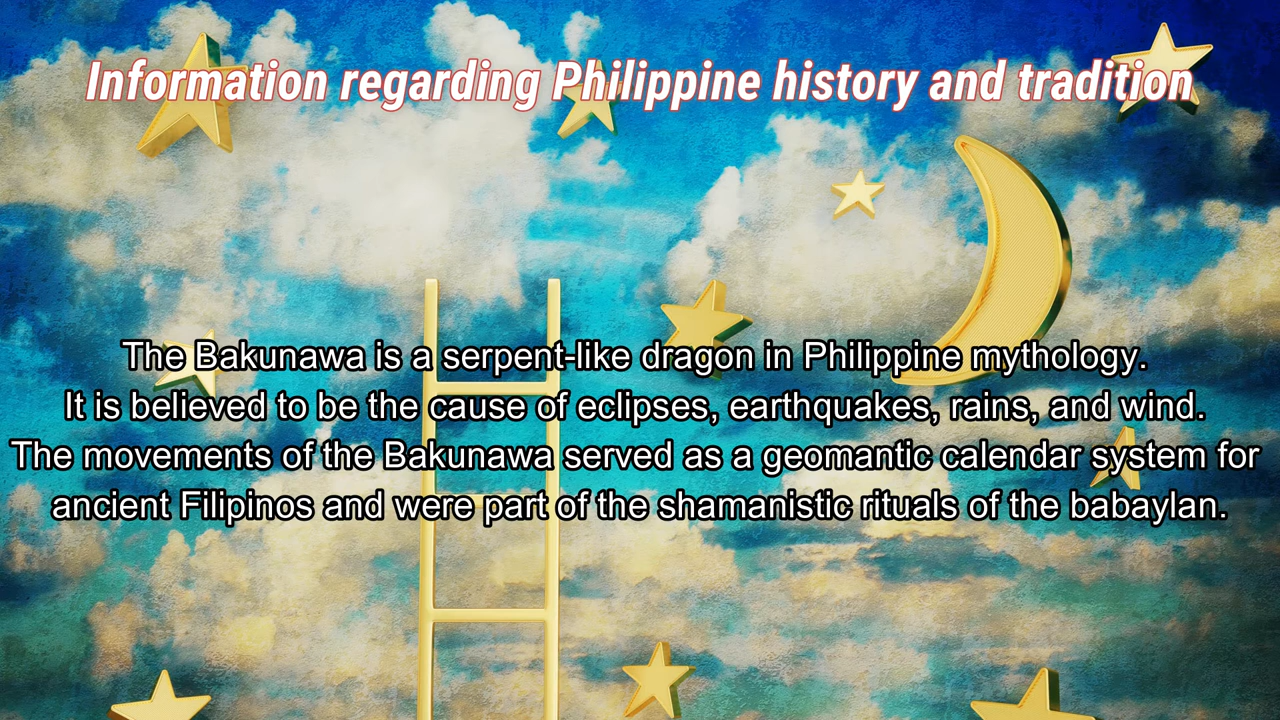 Information regarding Philippine history and tradition
The Bakunawa is a serpent-like dragon in Philippine mythology.
It is believed to be the cause of eclipses, earthquakes, rains, and wind.
The movements of the Bakunawa served as a geomantic calendar system for
ancient Filipinos and were part of the shamanistic rituals of the babaylan.